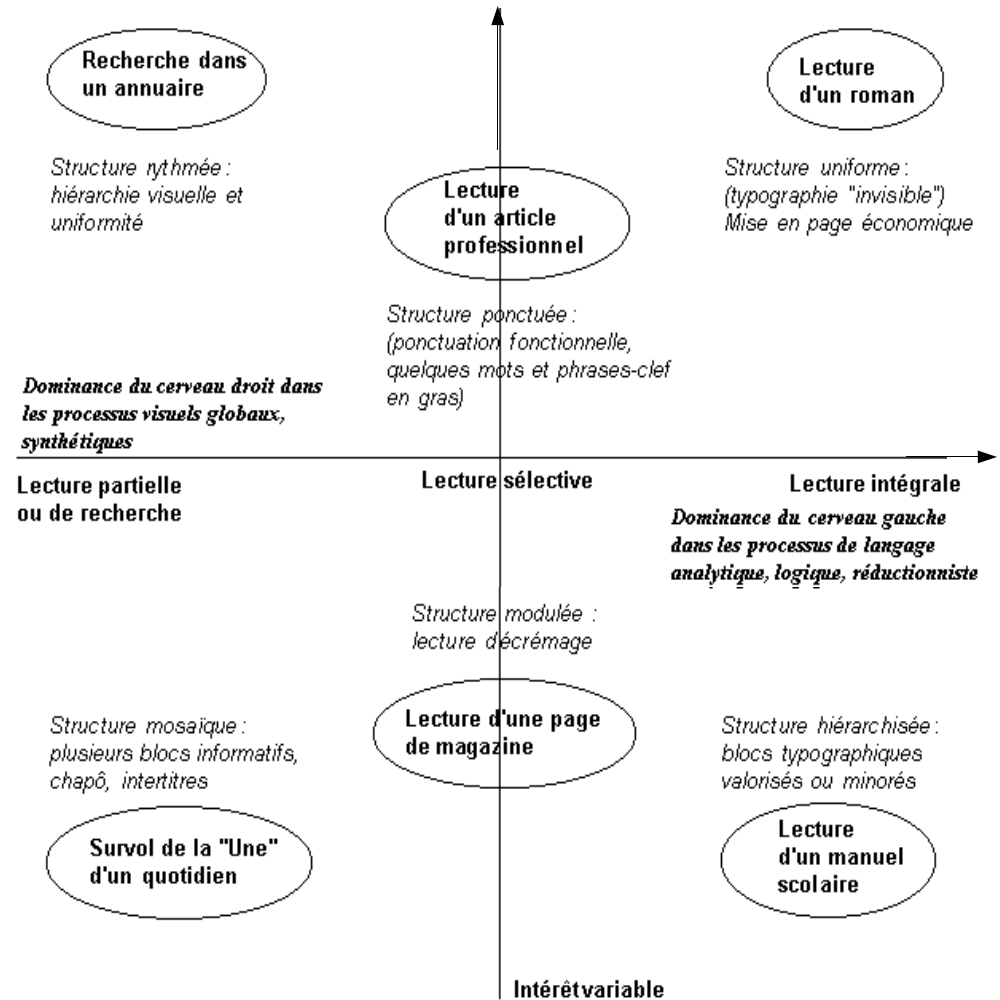 Recherche dans
un annuaire
Lecture
d'un roman
Structure rythmée :
hiérarchie visuelle et
uniformité
Lecture
d'un article
professionnel
Structure uniforme :
(typographie "invisible")
Mise en page économique
Structure ponctuée :
(ponctuation fonctionnelle,
quelques mots et phrases-clef
en gras)
Dominance du cerveau droit dans
les processus visuels globaux,
synthétiques
Lecture partielle
ou de recherche
Lecture sélective
Lecture intégrale
Dominance du cerveau gauche
dans les processus de langage
analytique, logique, réductionniste
Structure modulée :
lecture d'écrémage
Lecture d'une page
de magazine
Structure mosaïque :
plusieurs blocs informatifs,
chapô, intertitres
Structure hiérarchisée :
blocs typographiques
valorisés ou minorés
Survol de la "Une"
d'un quotidien
Lecture
d'un manuel
scolaire
Intérêt variable